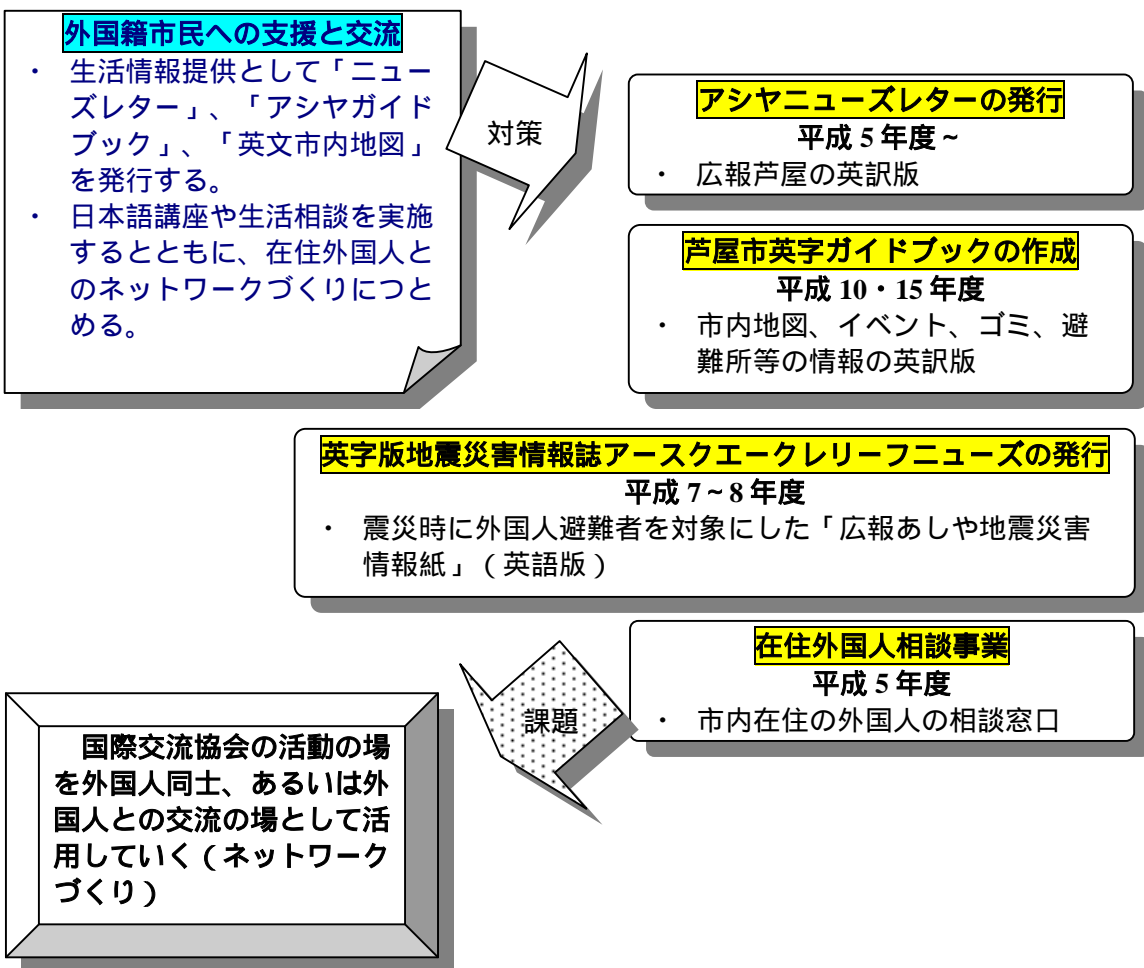 外国籍市民への支援と交流
・ 生活情報提供として「ニュー
ズレター」、「アシヤガイド
ブック」、「英文市内地図」
を発行する。
・ 日本語講座や生活相談を実施
するとともに、在住外国人と
のネットワークづくりにつと
める。
対策
アシヤニューズレターの発行
平成 5 年度~
・ 広報芦屋の英訳版
芦屋市英字ガイドブックの作成
平成 10・15 年度
・ 市内地図、イベント、ゴミ、避
難所等の情報の英訳版
英字版地震災害情報誌アースクエークレリーフニューズの発行
平成 7~8 年度
・ 震災時に外国人避難者を対象にした「広報あしや地震災害
情報紙」(英語版)
在住外国人相談事業
平成 5 年度
・ 市内在住の外国人の相談窓口
課題
国際交流協会の活動の場
を外国人同士、あるいは外
国人との交流の場として活
用していく(ネットワーク
づくり)